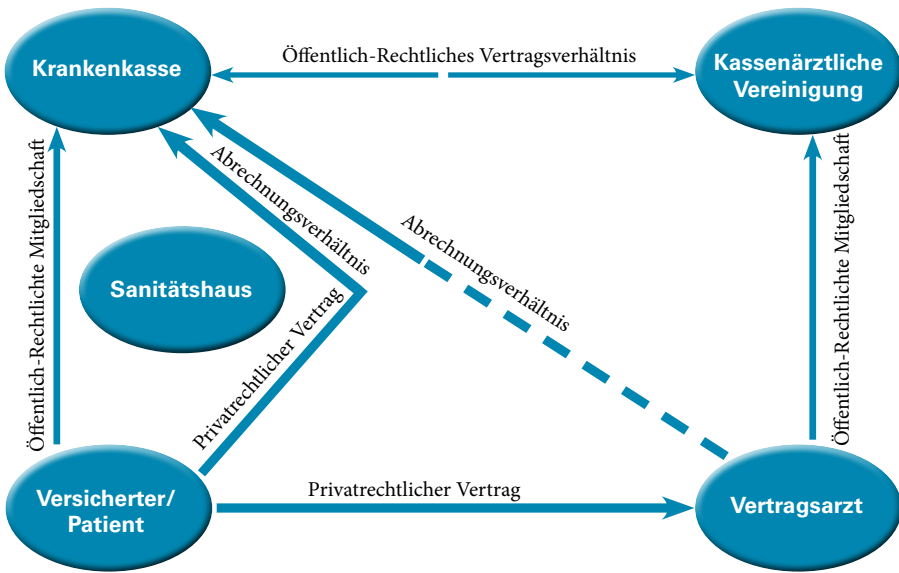 Krankenkasse
Öffentlich-Rechtliches Vertragsverhältnis
Kassenärztliche
Vereinigung
Öffentlich-Rechtlichte Mitgliedschaft
Abrechnungsverhältnis
Abrechnungsverhältnis
Öffentlich-Rechtlichte Mitgliedschaft
Sanitätshaus
Privatrechtlicher Vertrag
Versicherter/
Patient
Privatrechtlicher Vertrag
Vertragsarzt